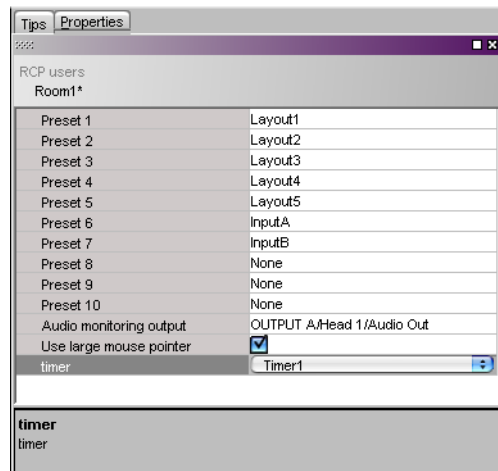 Tips Properties
RCP users
Room1*
Preset 1 Layout1
Preset 2 Layout2
Preset 3 Layout3
Preset 4 Layout4
Preset 5 Layout5
Preset 6 InputA
Preset 7 InputB
Preset 8 None
Preset 9 None
Preset 10 None
Audio monitoring output OUTPUT A/Head 1/Audio Out
Use large mouse pointer
timer Timer1
timer
timer